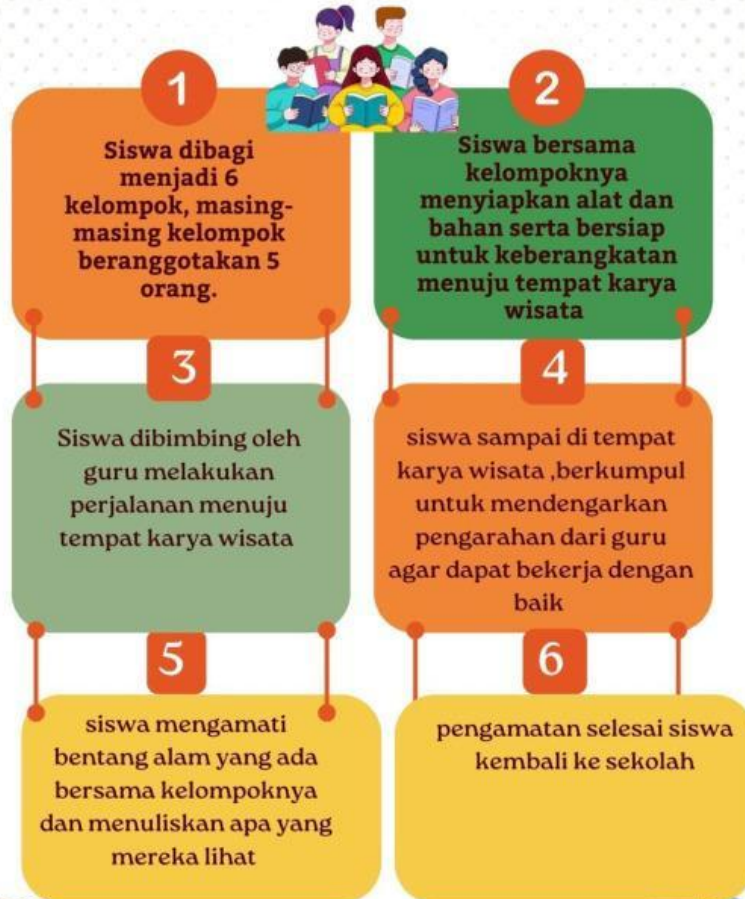 1
Siswa dibagi
menjadi 6
kelompok, masing-
masing kelompok
beranggotakan 5
orang.
2
Siswa bersama
kelompoknya
menyiapkan alat dan
bahan serta bersiap
untuk keberangkatan
menuju tempat karya
wisata
3
Siswa dibimbing oleh
guru melakukan
perjalanan menuju
tempat karya wisata
4
siswa sampai di tempat
karya wisata ,berkumpul
untuk mendengarkan
pengarahan dari guru
agar dapat bekerja dengan
baik
5
siswa mengamati
bentang alam yang ada
bersama kelompoknya
dan menuliskan apa yang
mereka lihat
6
pengamatan selesai siswa
kembali ke sekolah